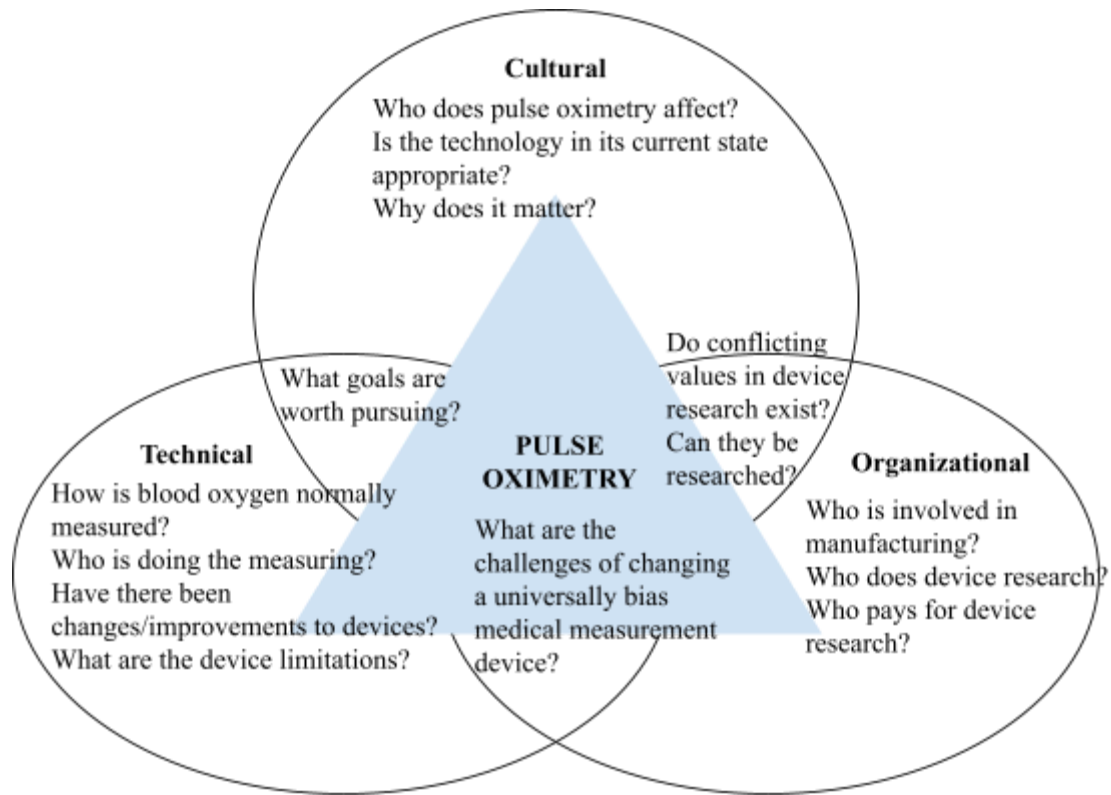 Cultural
Who does pulse oximetry affect?
Is the technology in its current state
appropriate?
Why does it matter?
What goals are
worth pursuing?
Do conflicting
values in device
research exist?
Can they be
researched?
Technical
How is blood oxygen normally
measured?
Who is doing the measuring?
Have there been
changes/improvements to devices?
What are the device limitations?
PULSE
OXIMETRY
What are the
challenges of changing
a universally bias
medical measurement
device?
Organizational
Who is involved in
manufacturing?
Who does device research?
Who pays for device
research?